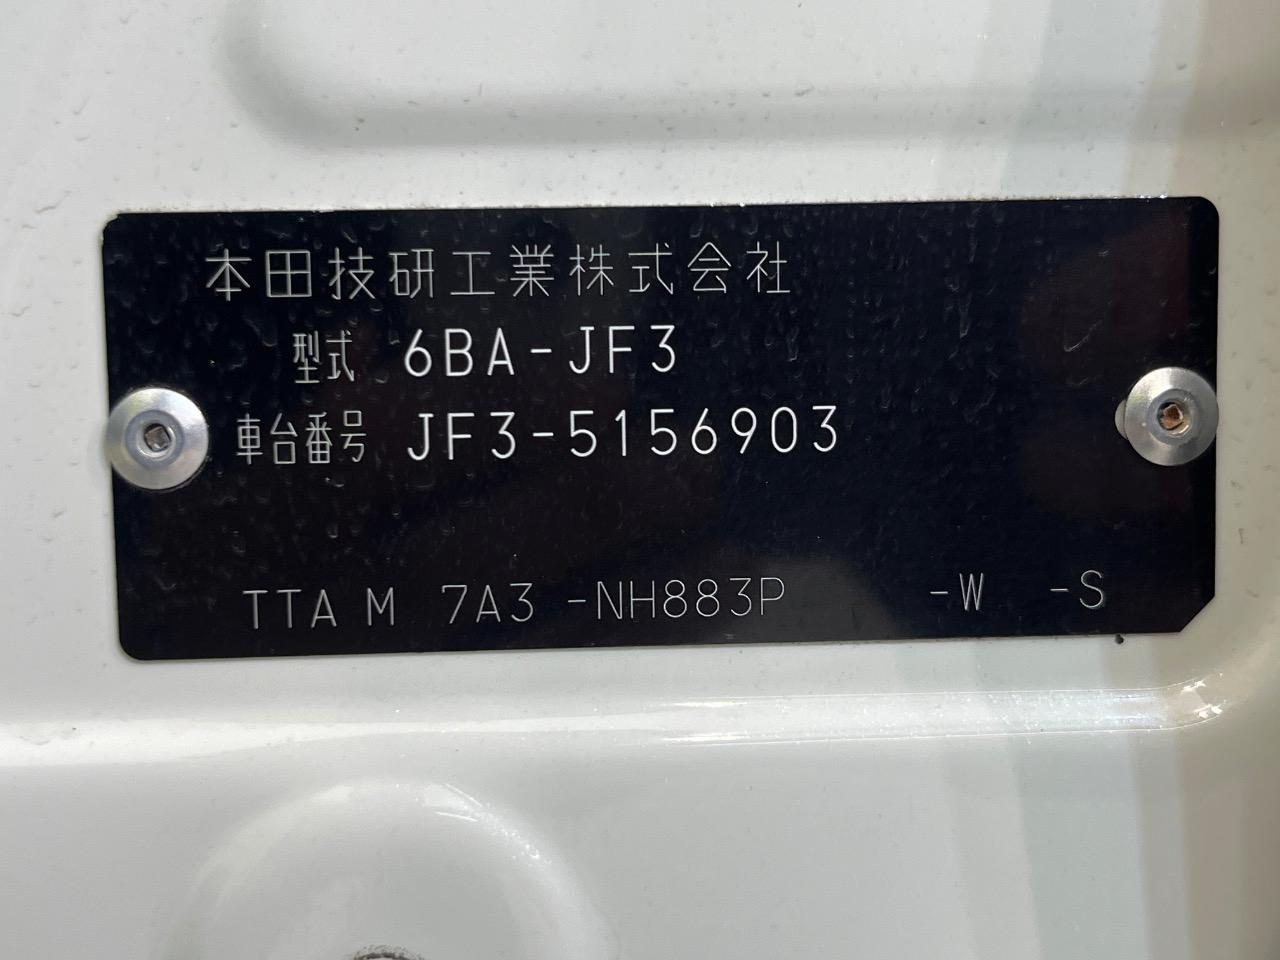 本田技研工業株式会社
型式 6BA-JF3
車台番号 JF3-5156903
TTA M 7A3 -NH883P -W -S